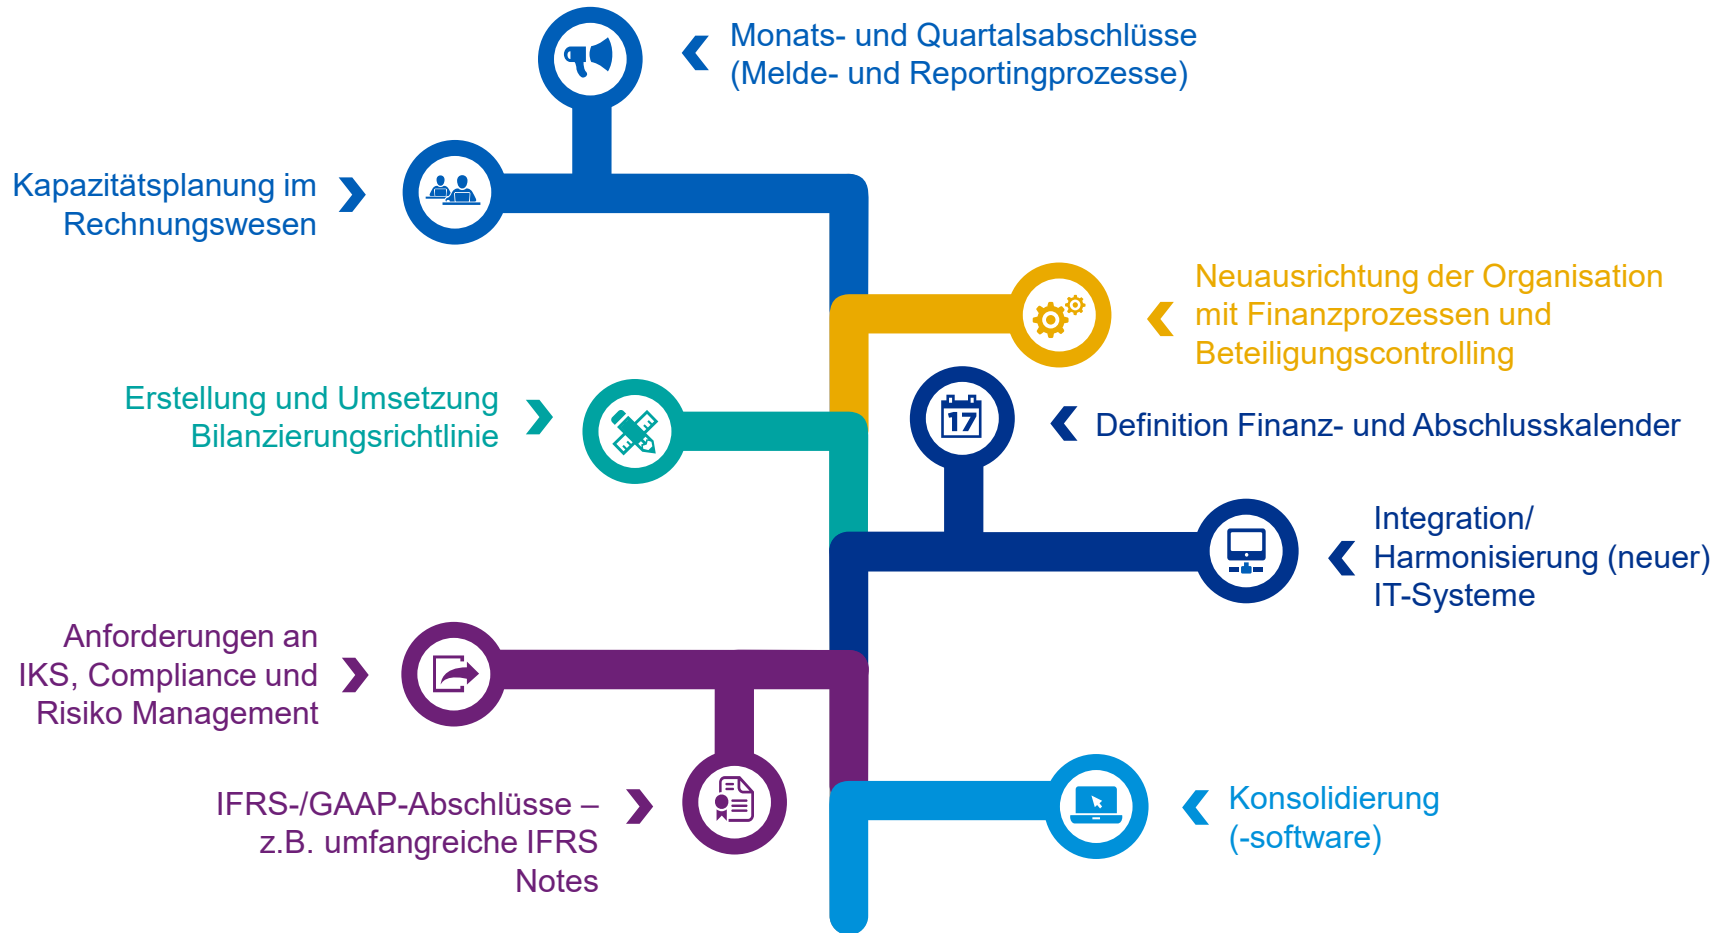 Monats- und Quartalsabschlüsse
(Melde- und Reportingprozesse)
Kapazitätsplanung im
Rechnungswesen
Neuausrichtung der Organisation
mit Finanzprozessen und
Beteiligungscontrolling
Erstellung und Umsetzung
Bilanzierungsrichtlinie
17
Definition Finanz- und Abschlusskalender
Integration/
Harmonisierung (neuer)
IT-Systeme
Anforderungen an
IKS, Compliance und
Risiko Management
IFRS-/GAAP-Abschlüsse –
z.B. umfangreiche IFRS
Notes
Konsolidierung
(-software)